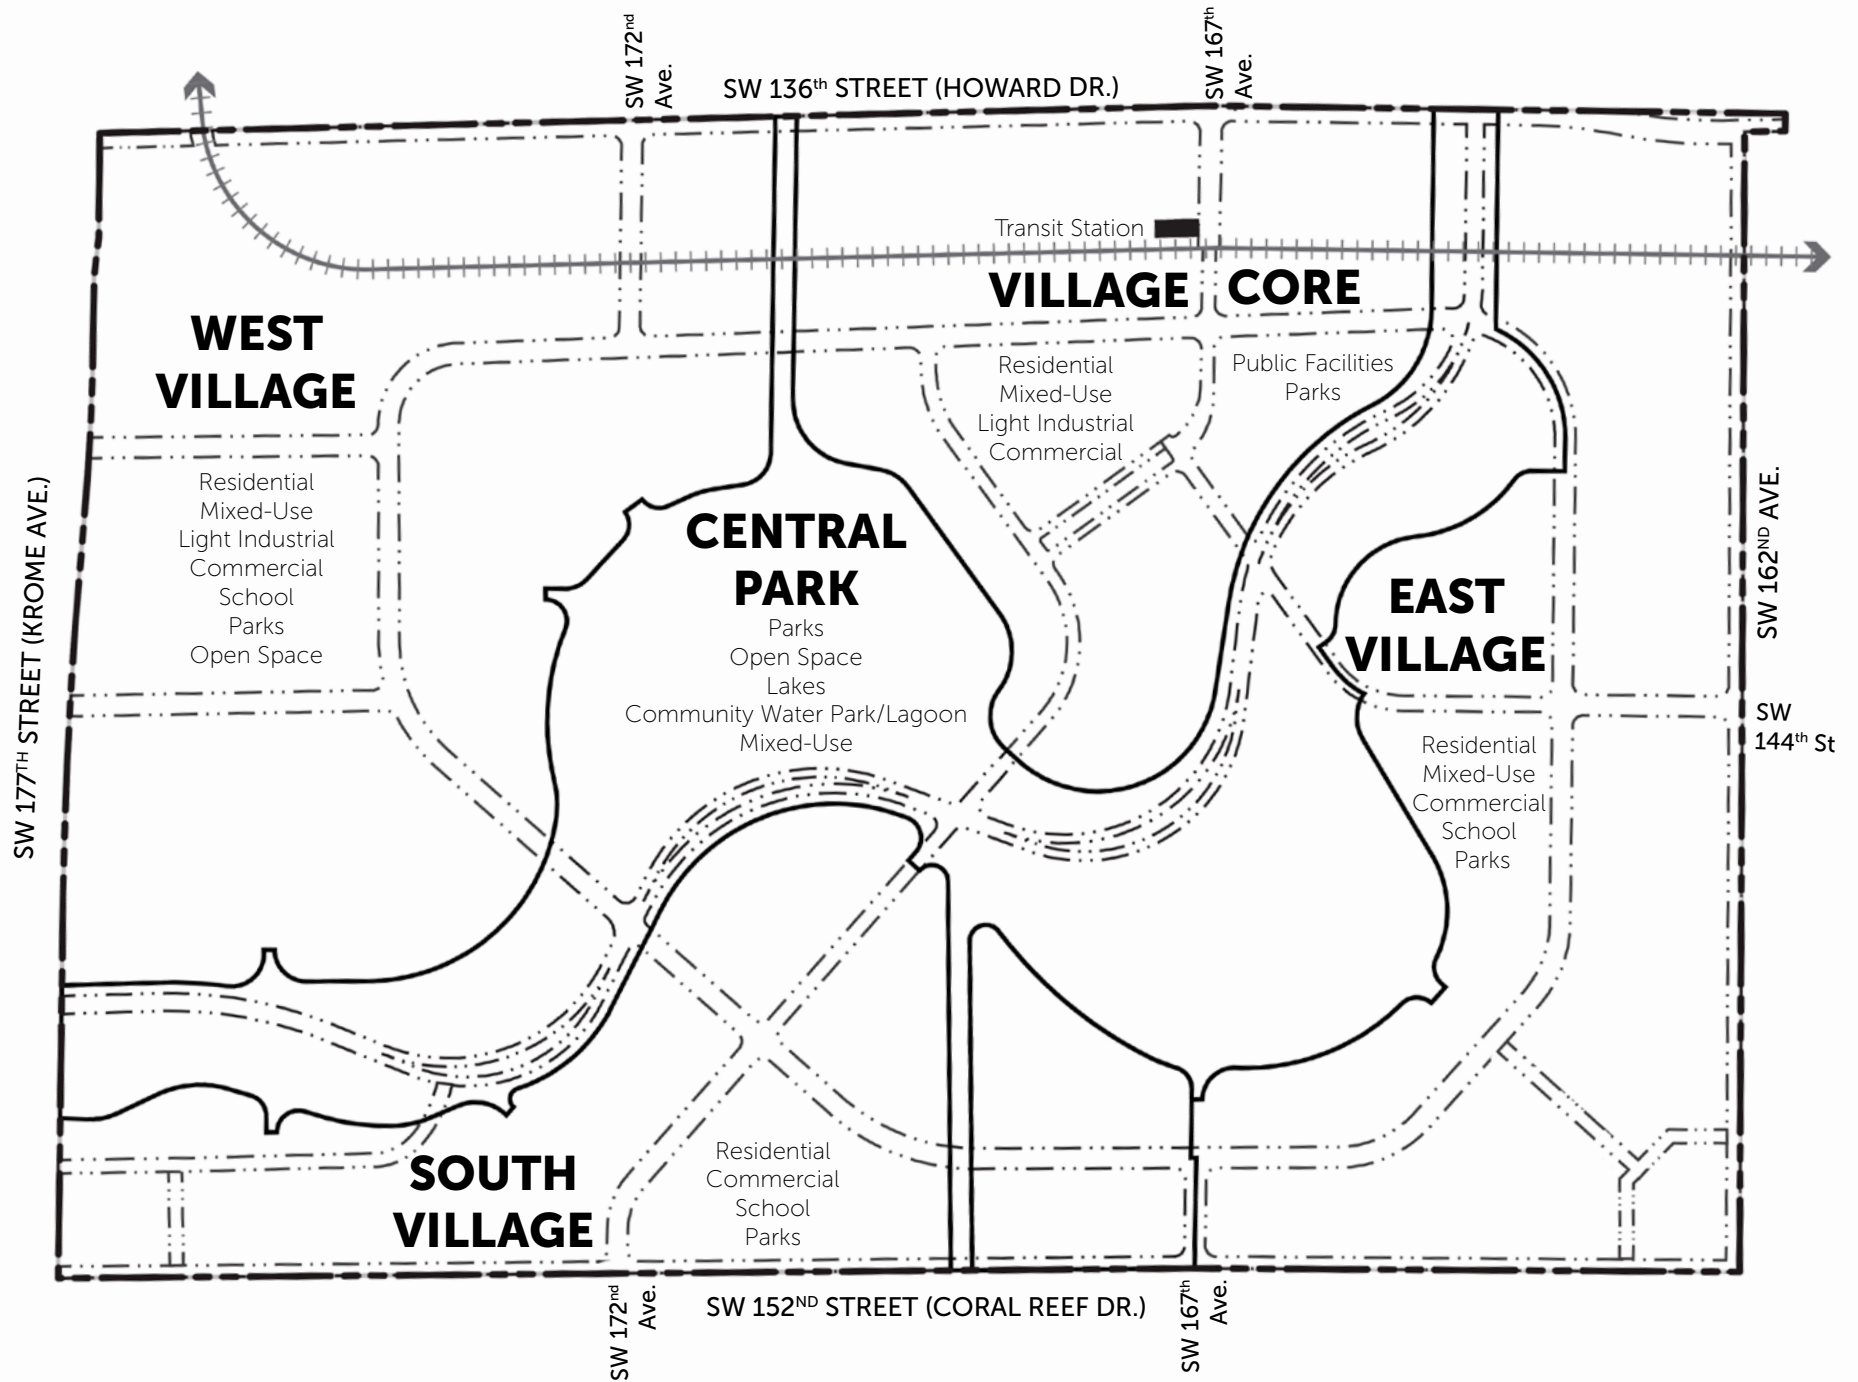 SW 172nd
Ave.
SW 136th STREET (HOWARD DR.)
SW 167th
Ave.
Transit Station
VILLAGE CORE
WEST
VILLAGE
Residential
Mixed-Use
Light Industrial
Commercial
Public Facilities
Parks
SW 177TH STREET (KROME AVE.)
Residential
Mixed-Use
Light Industrial
Commercial
School
Parks
Open Space
CENTRAL
PARK
Parks
Open Space
Lakes
Community Water Park/Lagoon
Mixed-Use
EAST
VILLAGE
Residential
Mixed-Use
Commercial
School
Parks
SW 162ND AVE.
SW
144th St
SOUTH
VILLAGE
Residential
Commercial
School
Parks
SW 172nd
Ave.
SW 152ND STREET (CORAL REEF DR.)
SW 167th
Ave.